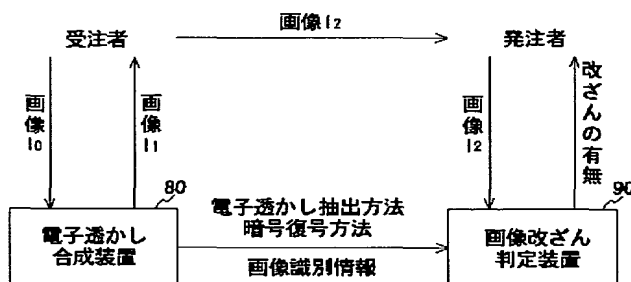 受注者
画像I2
発注者
画像I0
画像I1
画像I2
改ざんの有無
80
90
電子透かし
合成装置
電子透かし抽出方法
暗号復号方法
画像識別情報
画像改ざん
判定装置